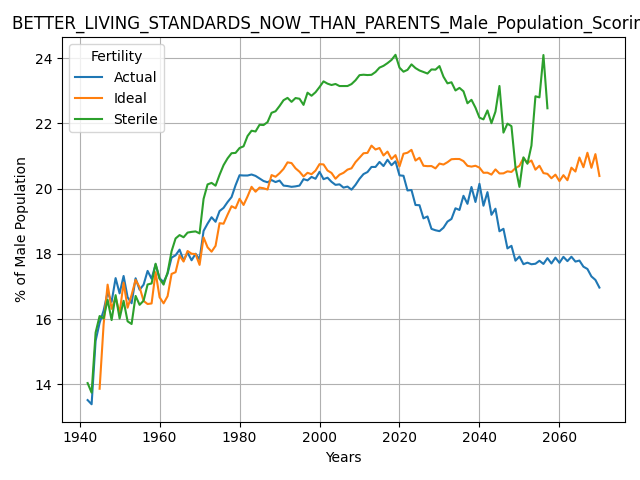 BETTER_LIVING_STANDARDS_NOW_THAN_PARENTS_Male_Population_Scorin
Fertility
Actual
Ideal
Sterile
% of Male Population
24
22
20
18
16
14
1940 1960 1980 2000 2020 2040 2060
Years